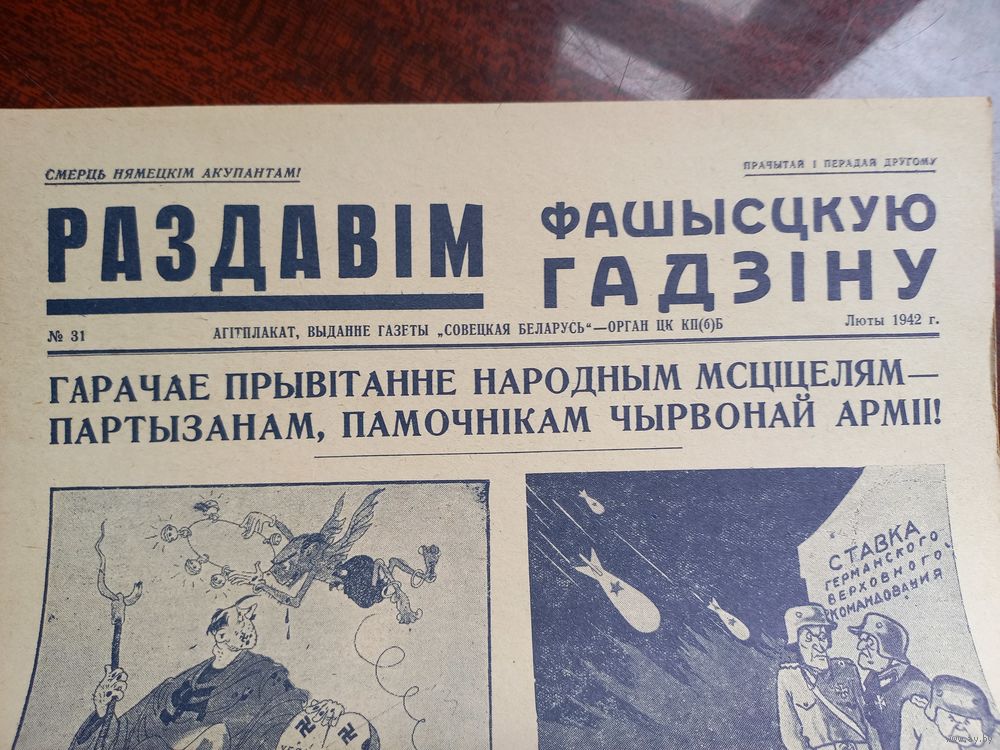 СМЕРЦЬ НЯМЕЦКІМ АКУПАНТАМ!
ПРАЧЫТАЙ І ПЕРАДАЙ ДРУГОМУ
РАЗДАВІМ
ФАШЫСЦКУЮ
ГАДЗІНУ
№ 31
АГІТПЛАКАТ, ВЫДАННЕ ГАЗЕТЫ „СОВЕЦКАЯ БЕЛАРУСЬ“—ОРГАН ЦК КП(б)Б
Люты 1942 г.
ГАРАЧАЕ ПРЫВІТАННЕ НАРОДНЫМ МСЦІЦЕЛЯМ—
ПАРТЫЗАНАМ, ПАМОЧНІКАМ ЧЫРВОНАЙ АРМІІ!
СТАВКА
ГЕРМАНСКОГО
ВЕРХОВНОГО
КОМАНДОВАНИЯ